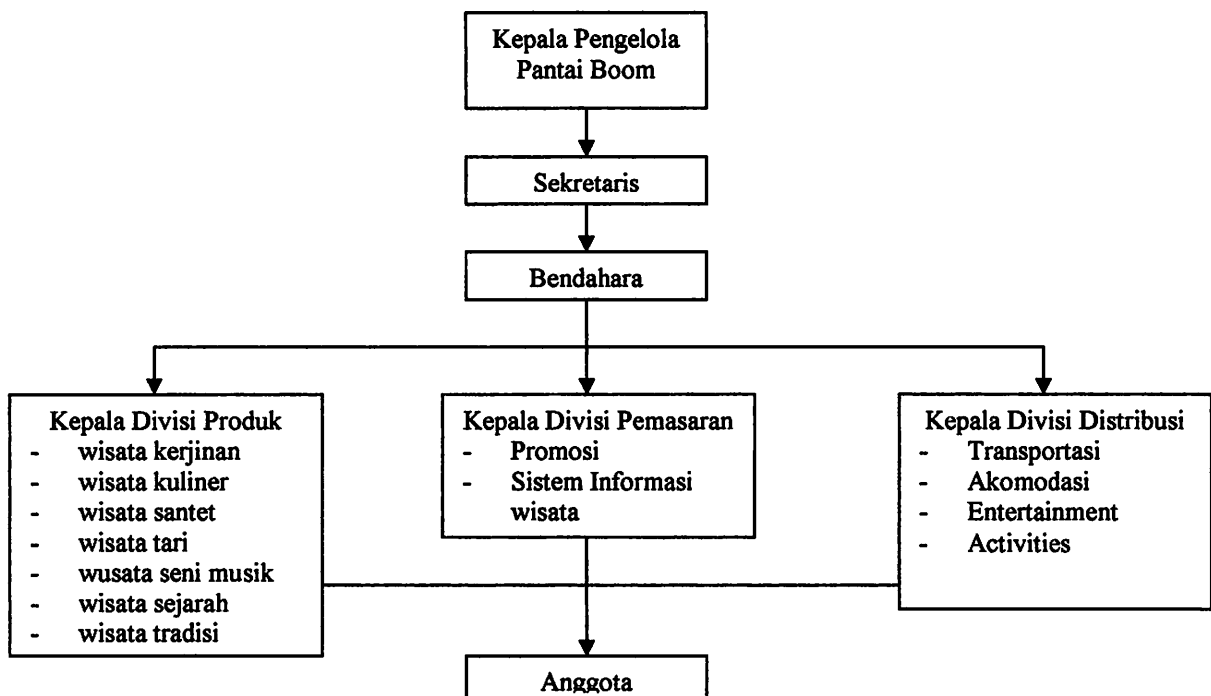 Kepala Pengelola
Pantai Boom
Sekretaris
Bendahara
Kepala Divisi Produk
- wisata kerjinan
- wisata kuliner
- wisata santet
- wisata tari
- wusata seni musik
- wisata sejarah
- wisata tradisi
Kepala Divisi Pemasaran
- Promosi
- Sistem Informasi
wisata
Kepala Divisi Distribusi
- Transportasi
- Akomodasi
- Entertainment
- Activities
Anggota